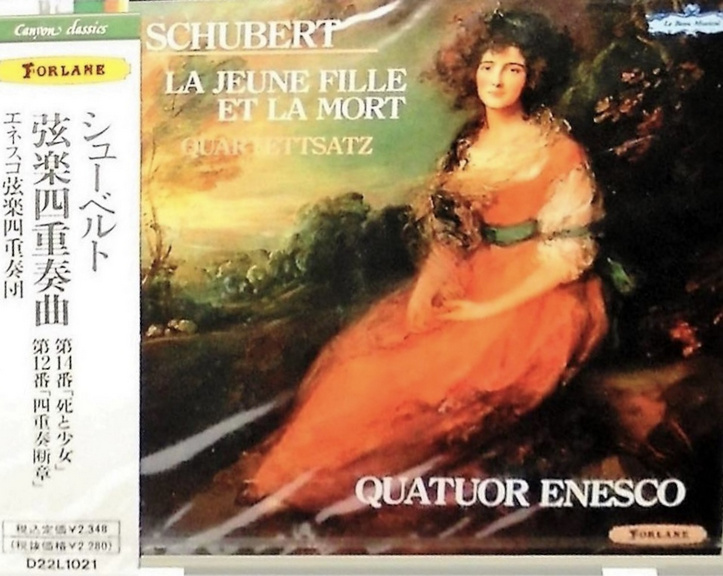 Canyon classics
FORLANE
シューベルト
弦楽四重奏曲
第14番「死と少女」
第12番「四重奏断章」
エネスコ弦楽四重奏団
税込定価¥2,348
(税抜価格¥2,280)
D22L1021
SCHUBERT
LA JEUNE FILLE
ET LA MORT
QUARTETTSATZ
QUATUOR ENESCO
FORLANE